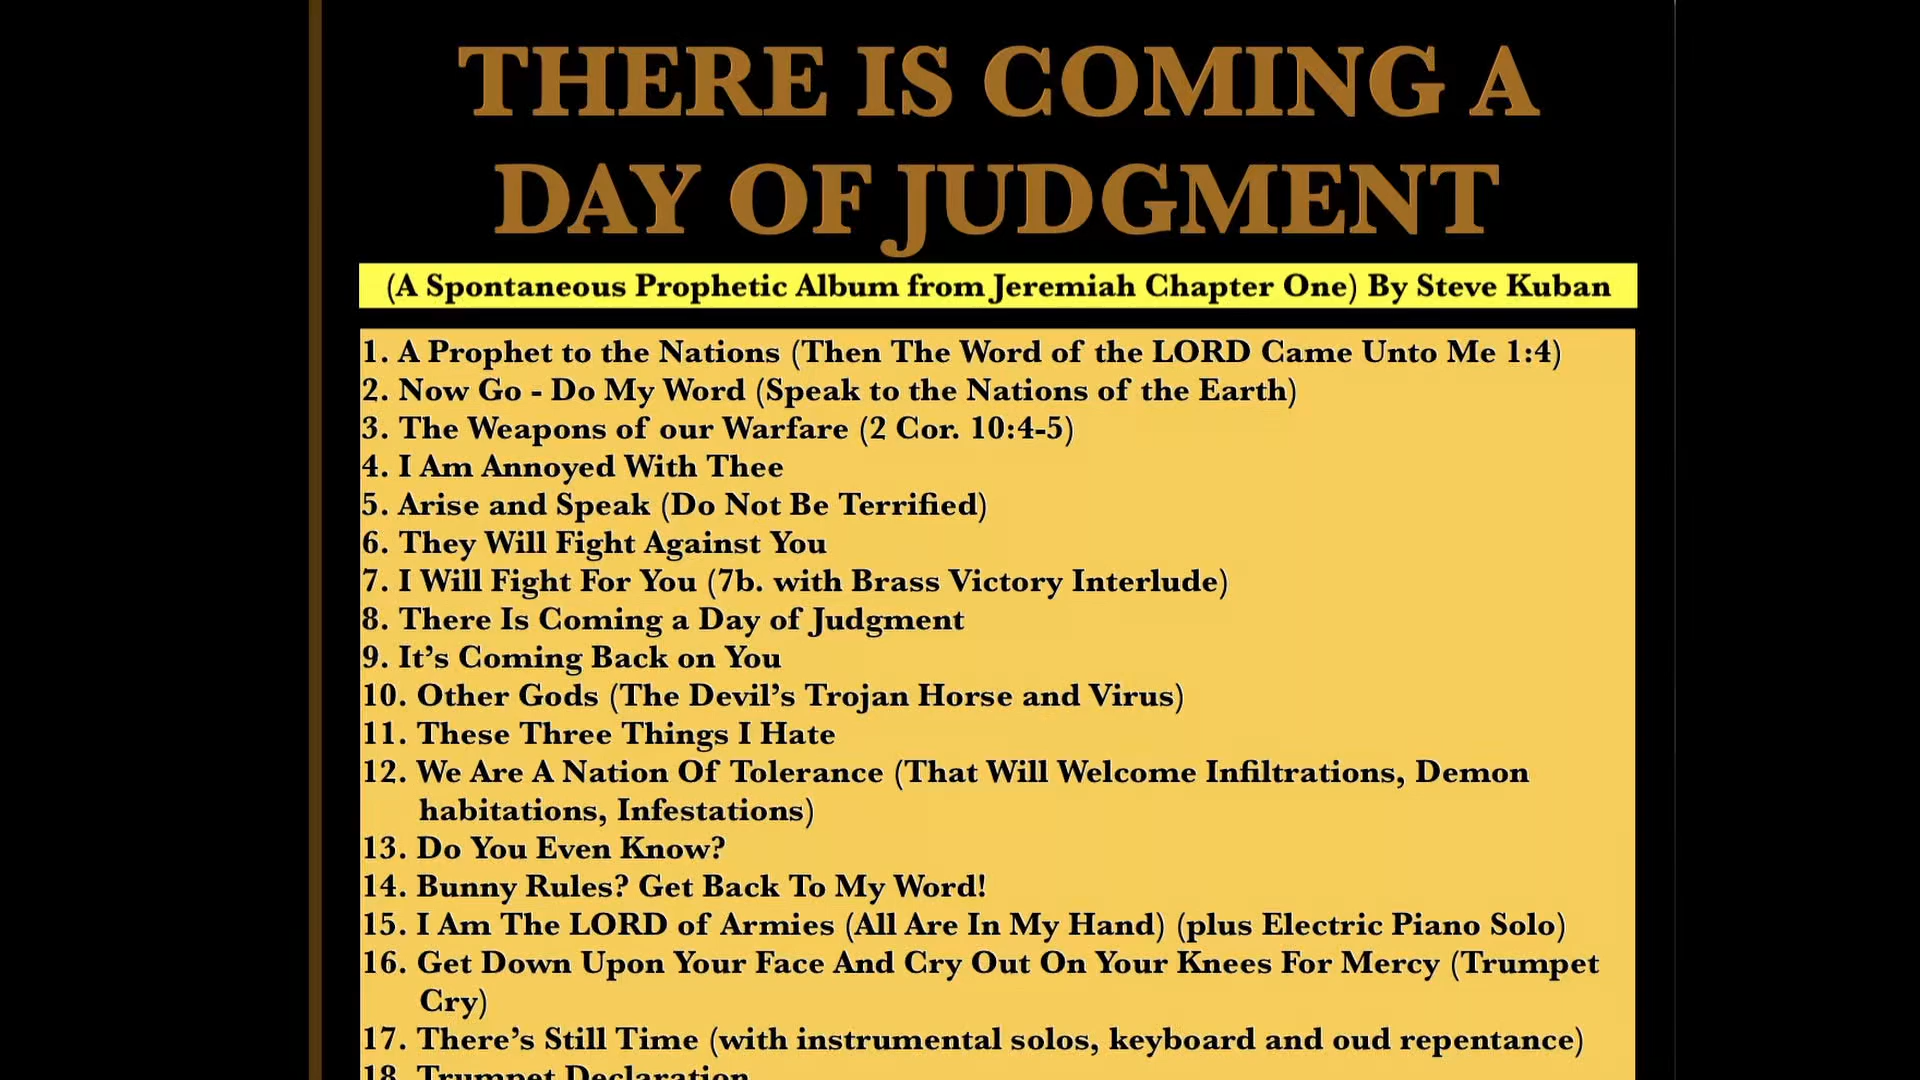 THERE IS COMING A
DAY OF JUDGMENT
(A Spontaneous Prophetic Album from Jeremiah Chapter One) By Steve Kuban
1. A Prophet to the Nations (Then The Word of the LORD Came Unto Me 1:4)
2. Now Go - Do My Word (Speak to the Nations of the Earth)
3. The Weapons of our Warfare (2 Cor. 10:4-5)
4. I Am Annoyed With Thee
5. Arise and Speak (Do Not Be Terrified)
6. They Will Fight Against You
7. I Will Fight For You (7b. with Brass Victory Interlude)
8. There Is Coming a Day of Judgment
9. It’s Coming Back on You
10. Other Gods (The Devil’s Trojan Horse and Virus)
11. These Three Things I Hate
12. We Are A Nation Of Tolerance (That Will Welcome Infiltrations, Demon
habitations, Infestations)
13. Do You Even Know?
14. Bunny Rules? Get Back To My Word!
15. I Am The LORD of Armies (All Are In My Hand) (plus Electric Piano Solo)
16. Get Down Upon Your Face And Cry Out On Your Knees For Mercy (Trumpet
Cry)
17. There’s Still Time (with instrumental solos, keyboard and oud repentance)
18. Trumpet Declaration